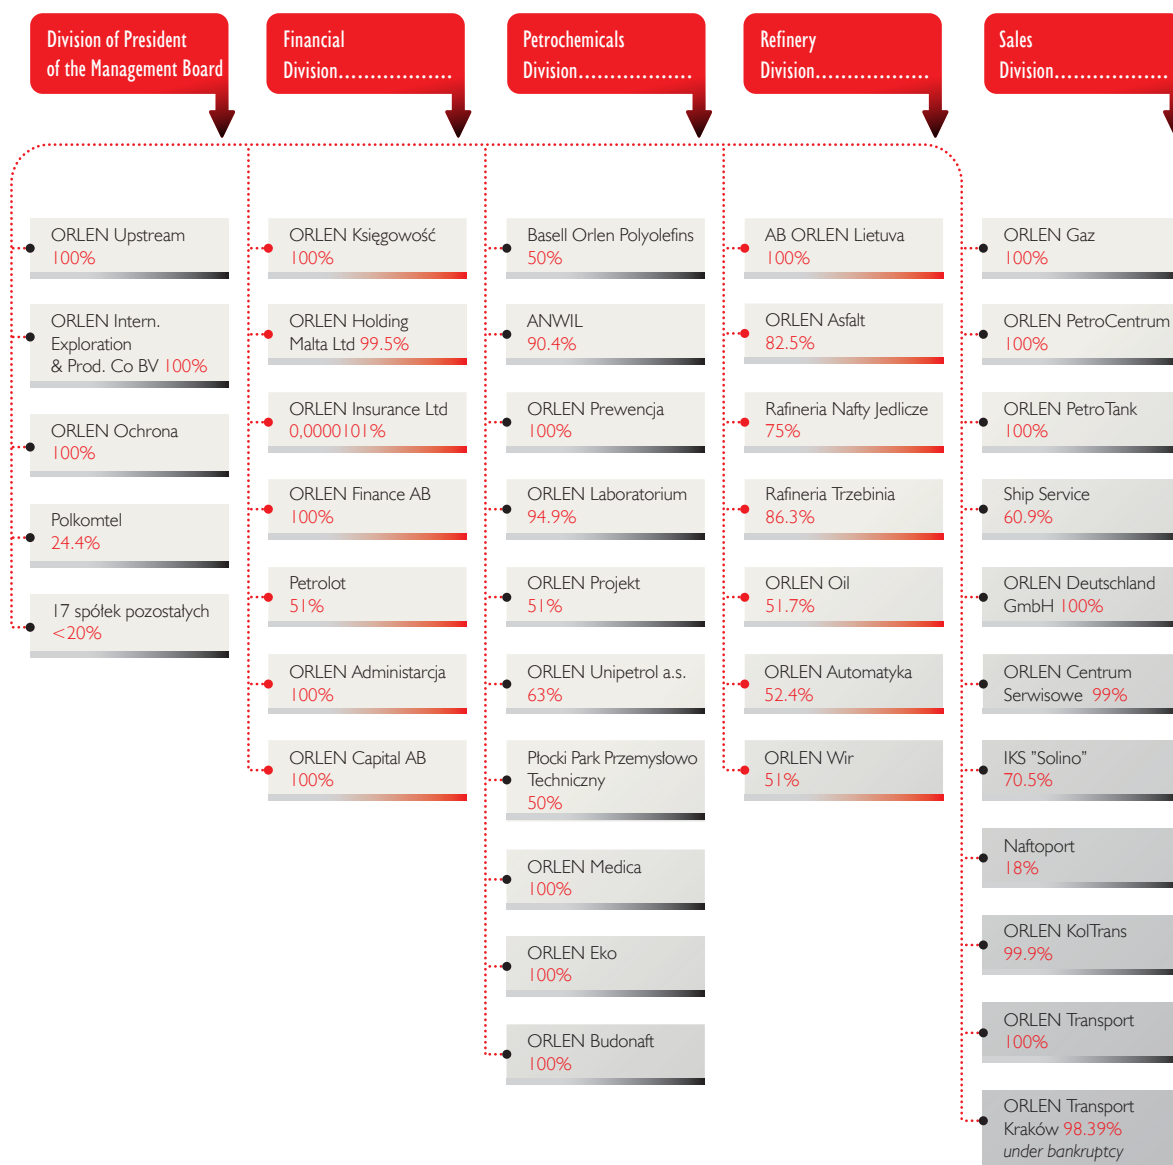 Division of President
of the Management Board
Financial
Division..................
Petrochemicals
Division..................
Refinery
Division..................
Sales
Division..................
ORLEN Upstream
100%
ORLEN Intern.
Exploration
& Prod. Co BV 100%
ORLEN Ochrona
100%
Polkomtel
24.4%
17 spółek pozostałych
<20%
ORLEN Księgowość
100%
ORLEN Holding
Malta Ltd 99.5%
ORLEN Insurance Ltd
0,0000101%
ORLEN Finance AB
100%
Petrolot
51%
ORLEN Administarcja
100%
ORLEN Capital AB
100%
Basell Orlen Polyolefins
50%
ANWIL
90.4%
ORLEN Prewencja
100%
ORLEN Laboratorium
94.9%
ORLEN Projekt
51%
ORLEN Unipetrol a.s.
63%
Płocki Park Przemysłowo
Techniczny
50%
ORLEN Medica
100%
ORLEN Eko
100%
ORLEN Budonaft
100%
AB ORLEN Lietuva
100%
ORLEN Asfalt
82.5%
Rafineria Nafty Jedlicze
75%
Rafineria Trzebinia
86.3%
ORLEN Oil
51.7%
ORLEN Automatyka
52.4%
ORLEN Wir
51%
ORLEN Gaz
100%
ORLEN PetroCentrum
100%
ORLEN PetroTank
100%
Ship Service
60.9%
ORLEN Deutschland
GmbH 100%
ORLEN Centrum
Serwisowe 99%
IKS "Solino"
70.5%
Naftoport
18%
ORLEN KolTrans
99.9%
ORLEN Transport
100%
ORLEN Transport
Kraków 98.39%
under bankruptcy